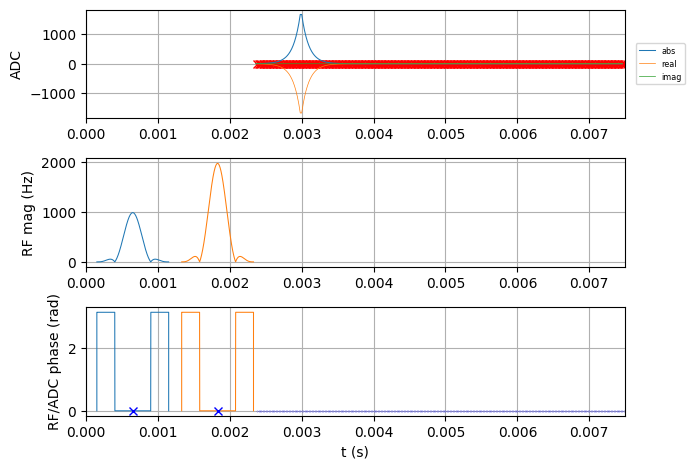 1000
0
−1000
ADC
abs
real
imag
0.000 0.001 0.002 0.003 0.004 0.005 0.006 0.007
2000
1000
0
RF mag (Hz)
0.000 0.001 0.002 0.003 0.004 0.005 0.006 0.007
2
0
RF/ADC phase (rad)
0.000 0.001 0.002 0.003 0.004 0.005 0.006 0.007
t (s)